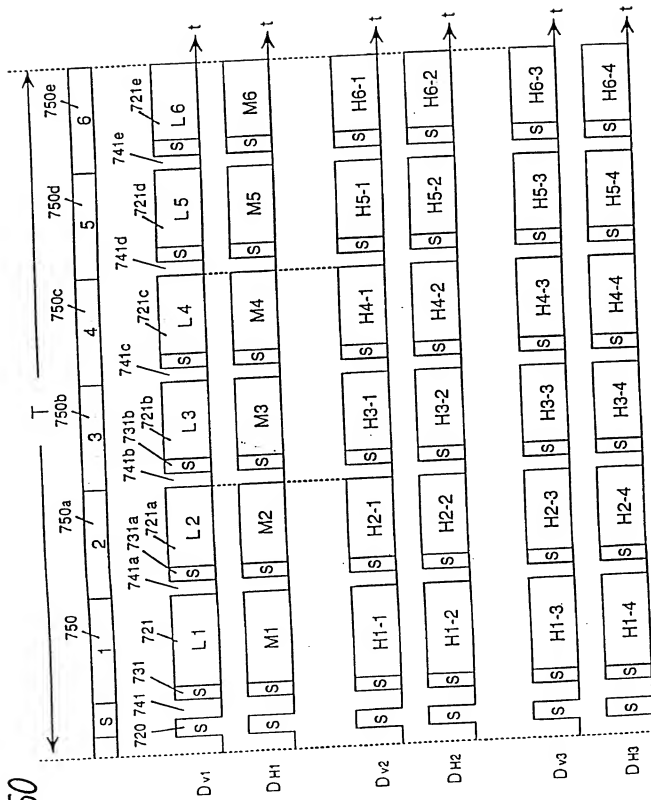 60
T
750 750a 750b 750c 750d 750e
S 1 2 3 4 5 6
720 741 731 721 741a 731a 721a 741b 731b 721b 741c 721c 741d 721d 741e 721e
DV1 S S L1 S L2 S L3 S L4 S L5 S L6 t
DH1 S S M1 S M2 S M3 S M4 S M5 S M6 t
DV2 S S H1-1 S H2-1 S H3-1 S H4-1 S H5-1 S H6-1 t
DH2 S S H1-2 S H2-2 S H3-2 S H4-2 S H5-2 S H6-2 t
DV3 S S H1-3 S H2-3 S H3-3 S H4-3 S H5-3 S H6-3 t
DH3 S S H1-4 S H2-4 S H3-4 S H4-4 S H5-4 S H6-4 t